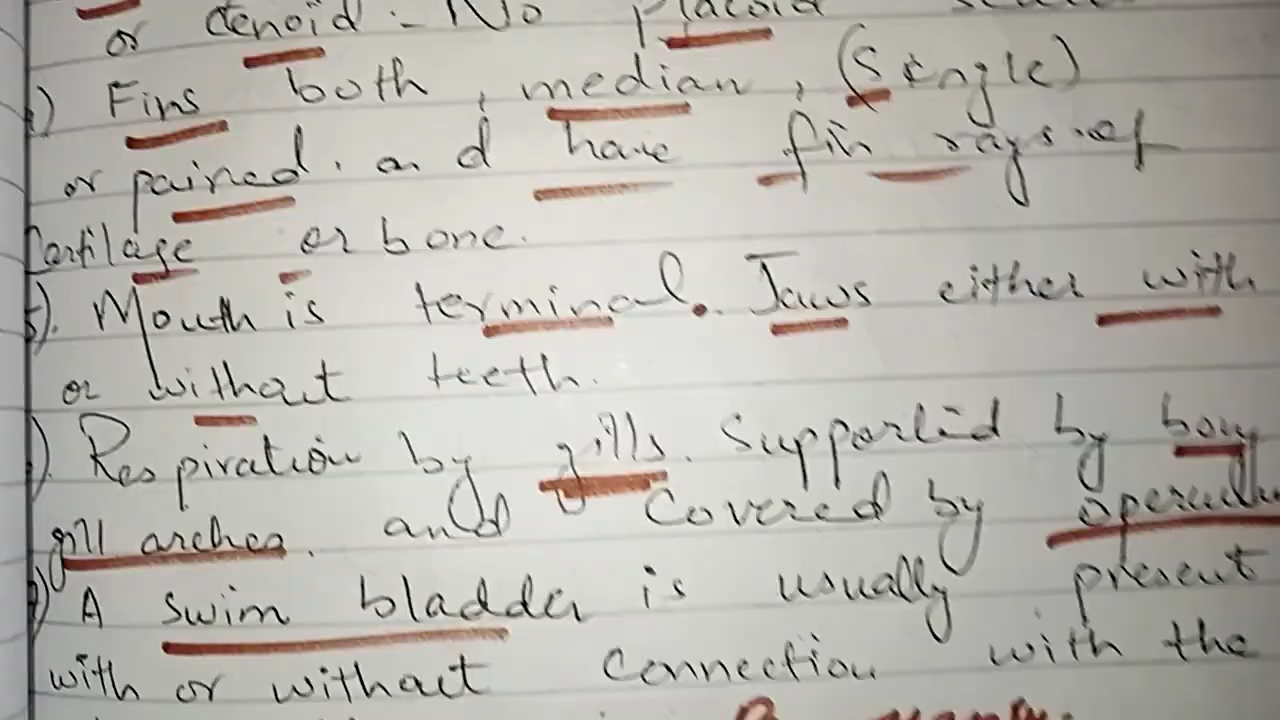 or ctenoid :- No placoid
) Fins both , median , (single)
or paired . and have fin rays of
Cartilage or bone.
5). Mouth is terminal. Jaws either with
or without teeth.
). Respiration by gills. Supported by bony
gill arches. and covered by operculum
) A swim bladder is usually present
with or without connection with the